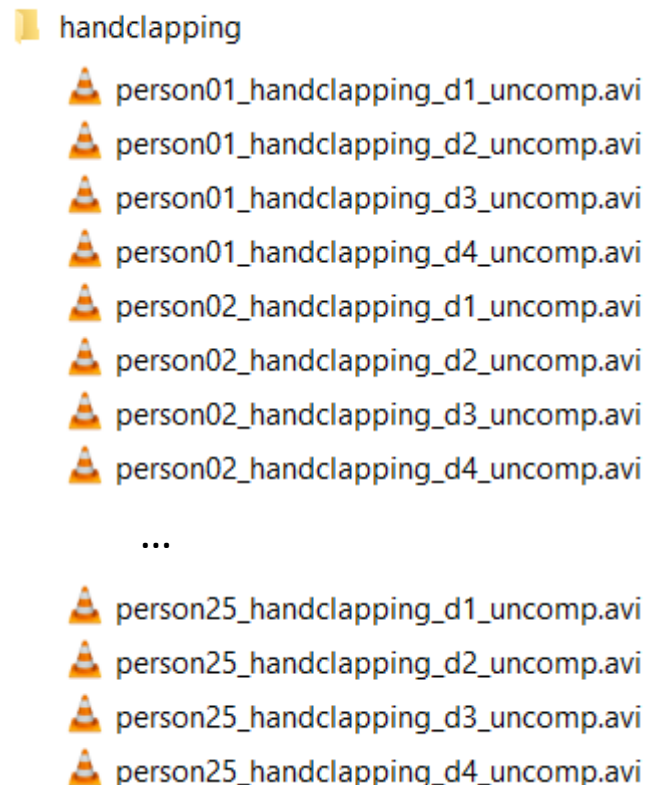 handclapping
person01_handclapping_d1_uncomp.avi
person01_handclapping_d2_uncomp.avi
person01_handclapping_d3_uncomp.avi
person01_handclapping_d4_uncomp.avi
person02_handclapping_d1_uncomp.avi
person02_handclapping_d2_uncomp.avi
person02_handclapping_d3_uncomp.avi
person02_handclapping_d4_uncomp.avi
...
person25_handclapping_d1_uncomp.avi
person25_handclapping_d2_uncomp.avi
person25_handclapping_d3_uncomp.avi
person25_handclapping_d4_uncomp.avi